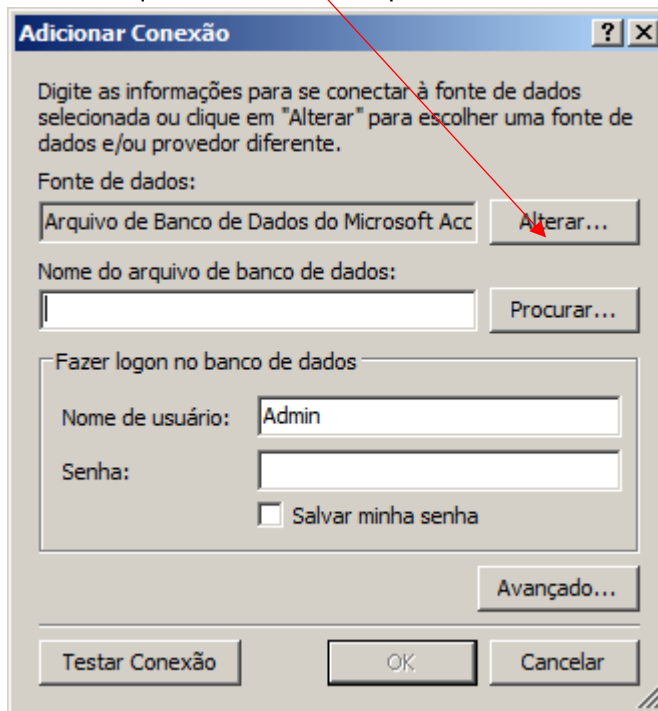 Adicionar Conexão
Digite as informações para se conectar à fonte de dados
selecionada ou clique em "Alterar" para escolher uma fonte de
dados e/ou provedor diferente.
Fonte de dados:
Arquivo de Banco de Dados do Microsoft Acc Alterar...
Nome do arquivo de banco de dados:
Procurar...
Fazer logon no banco de dados
Nome de usuário: Admin
Senha:
Salvar minha senha
Avançado...
Testar Conexão OK Cancelar